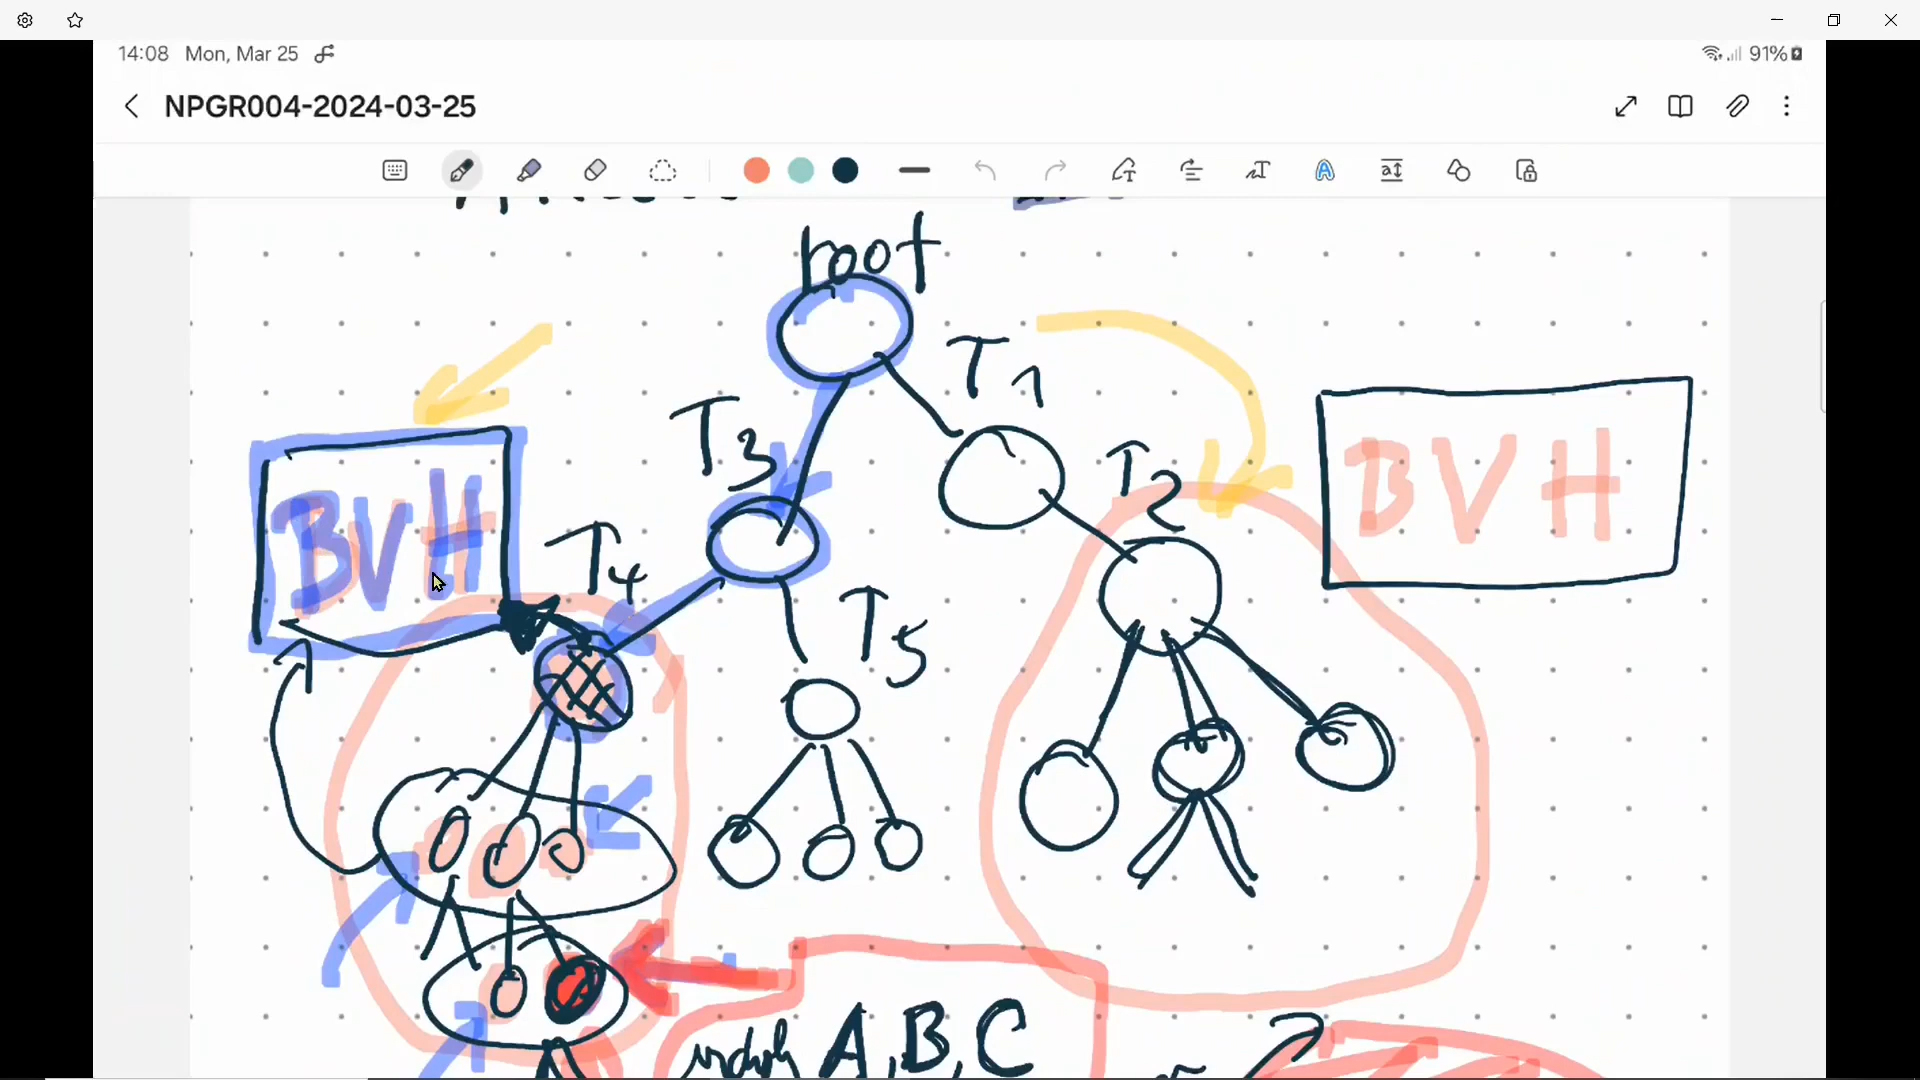 14:08 Mon, Mar 25
91%
NPGR004-2024-03-25
root
T1
T3
T2
BVH
BVH
T4
T5
A, B, C